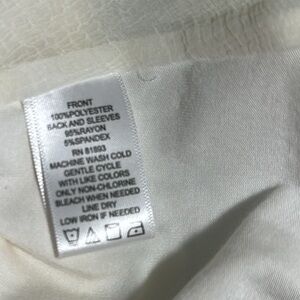 FRONT
100%POLYESTER
BACK AND SLEEVES
95%RAYON
5%SPANDEX
RN 81893
MACHINE WASH COLD
GENTLE CYCLE
WITH LIKE COLORS
ONLY NON-CHLORINE
BLEACH WHEN NEEDED
LINE DRY
LOW IRON IF NEEDED